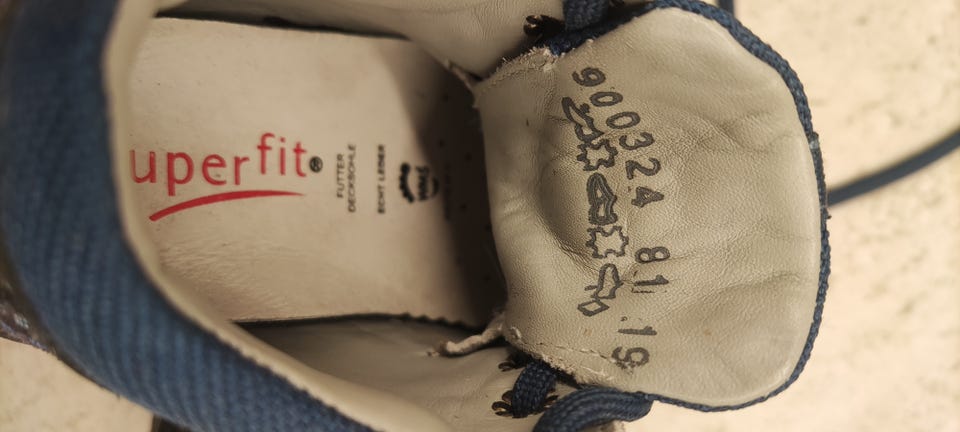 uperfit®
FUTTER
DECKSOHLE
ECHT LEDER
900324 81 19